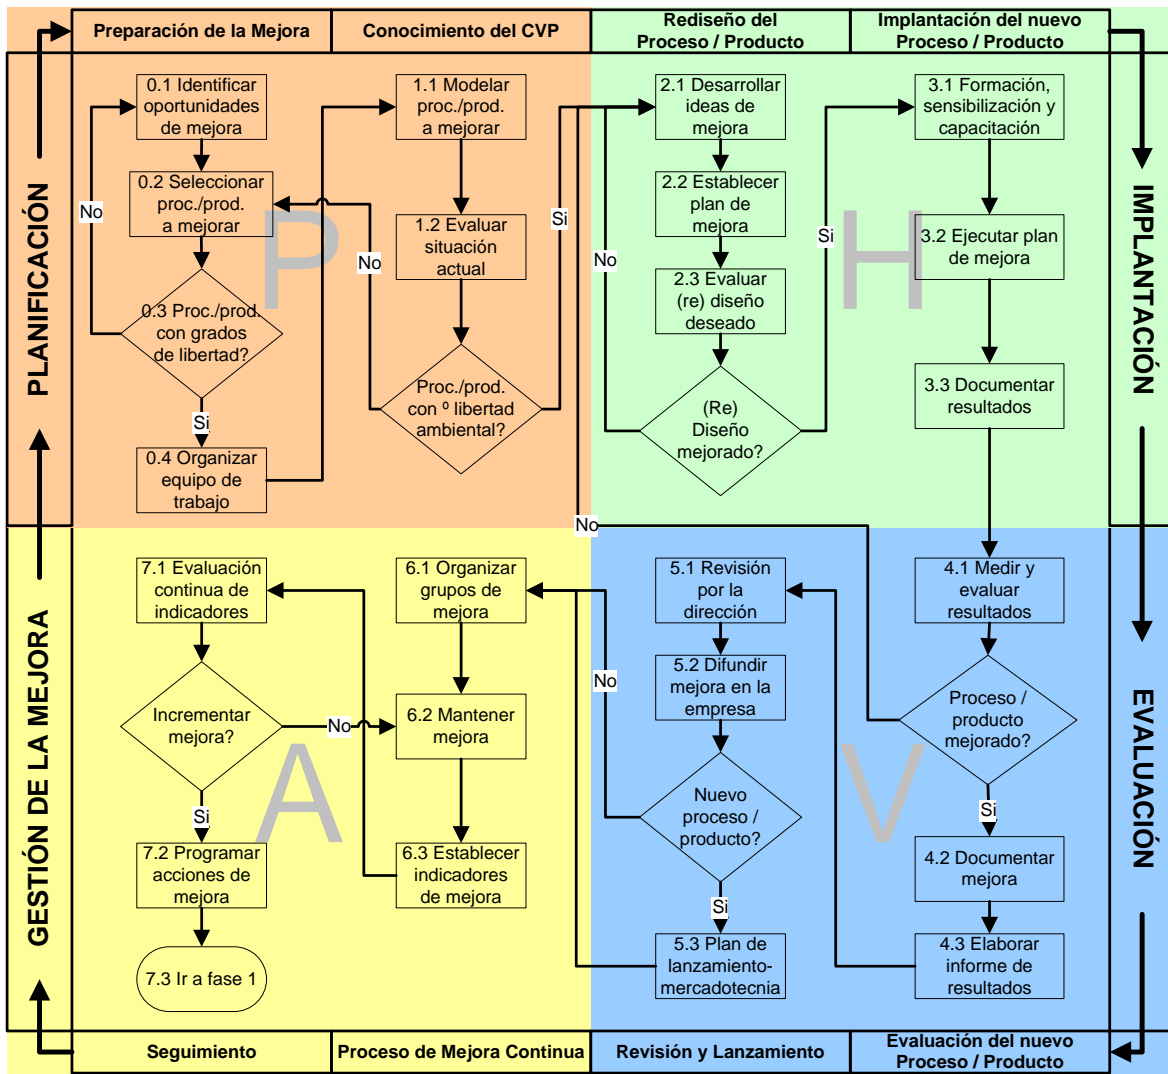 Preparación de la Mejora
Conocimiento del CVP
Rediseño del
Proceso / Producto
Implantación del nuevo
Proceso / Producto
PLANIFICACIÓN
P
0.1 Identificar
oportunidades
de mejora
0.2 Seleccionar
proc./prod.
a mejorar
No
0.3 Proc./prod.
con grados
de libertad?
Si
0.4 Organizar
equipo de
trabajo
1.1 Modelar
proc./prod.
a mejorar
1.2 Evaluar
situación
actual
No
Si
Proc./prod.
con º libertad
ambiental?
H
2.1 Desarrollar
ideas de
mejora
2.2 Establecer
plan de
mejora
2.3 Evaluar
(re) diseño
deseado
No
Si
(Re)
Diseño
mejorado?
3.1 Formación,
sensibilización y
capacitación
3.2 Ejecutar plan
de mejora
3.3 Documentar
resultados
IMPLANTACIÓN
No
V
4.1 Medir y
evaluar
resultados
Proceso /
producto
mejorado?
Si
4.2 Documentar
mejora
4.3 Elaborar
informe de
resultados
5.1 Revisión
por la
dirección
5.2 Difundir
mejora en la
empresa
No
Nuevo
proceso /
producto?
Si
5.3 Plan de
lanzamiento-
mercadotecnia
EVALUACIÓN
A
6.1 Organizar
grupos de
mejora
6.2 Mantener
mejora
6.3 Establecer
indicadores
de mejora
7.1 Evaluación
continua de
indicadores
Incrementar
mejora?
No
Si
7.2 Programar
acciones de
mejora
7.3 Ir a fase 1
GESTIÓN DE LA MEJORA
Seguimiento
Proceso de Mejora Continua
Revisión y Lanzamiento
Evaluación del nuevo
Proceso / Producto